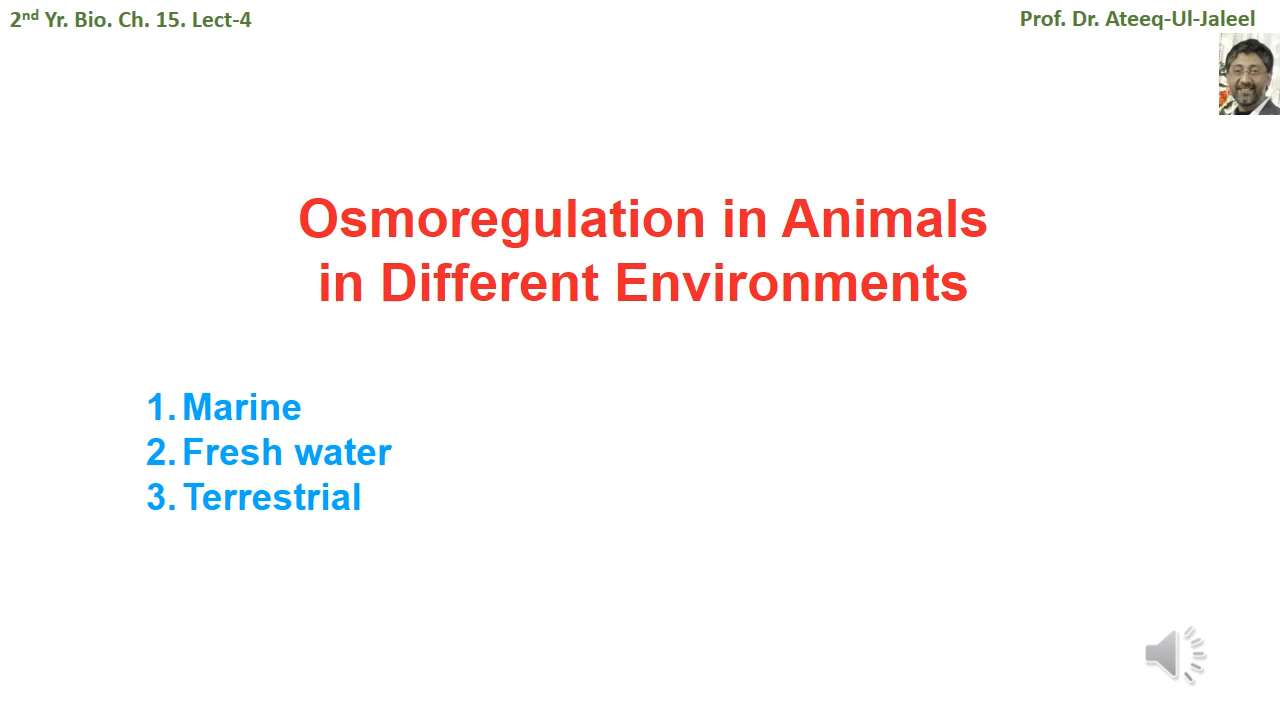 2nd Yr. Bio. Ch. 15. Lect-4
Prof. Dr. Ateeq-Ul-Jaleel
Osmoregulation in Animals
in Different Environments
1. Marine
2. Fresh water
3. Terrestrial